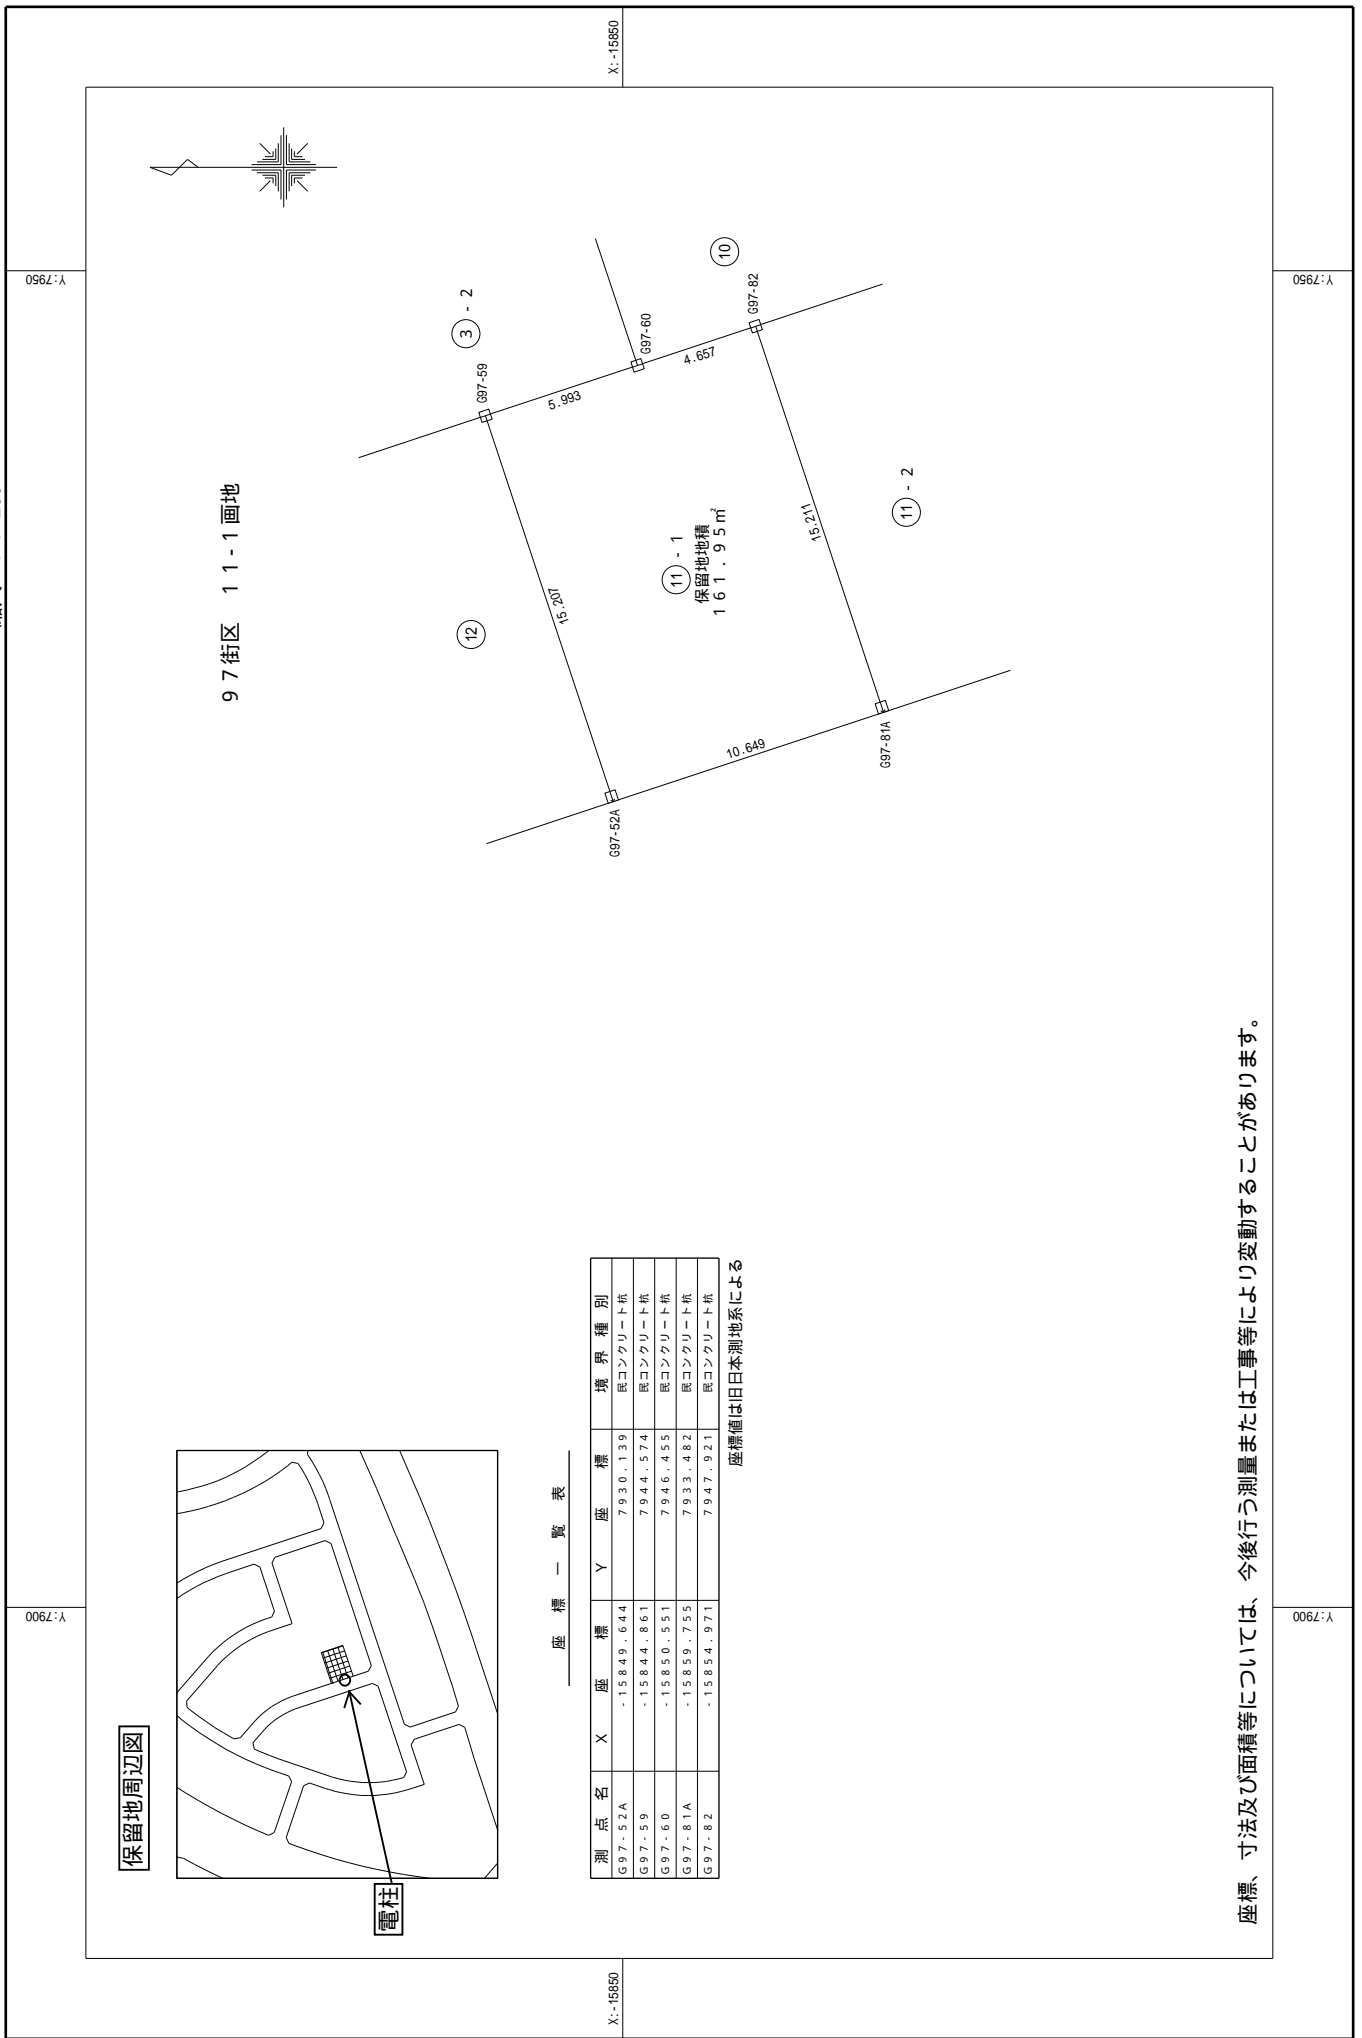 ９７街区　１１-１画地
保留地周辺図
電柱
座　標　一　覧　表
測　点　名　X　座　標　Y　座　標　境　界　種　別
G97-52A　-15849.644　7930.139　民コンクリート杭
G97-59　-15844.861　7944.574　民コンクリート杭
G97-60　-15850.551　7946.455　民コンクリート杭
G97-81A　-15859.755　7933.482　民コンクリート杭
G97-82　-15854.971　7947.921　民コンクリート杭
座標値は旧日本測地系による
12
3 - 2
10
11 - 1
保留地地積
１６１.９５㎡
11 - 2
G97-59
G97-60
G97-82
G97-52A
G97-81A
15.207
5.993
4.657
10.649
15.211
座標、寸法及び面積等については、今後行う測量または工事等により変動することがあります。
Y:7900
Y:7950
Y:7900
Y:7950
X:-15850
X:-15850